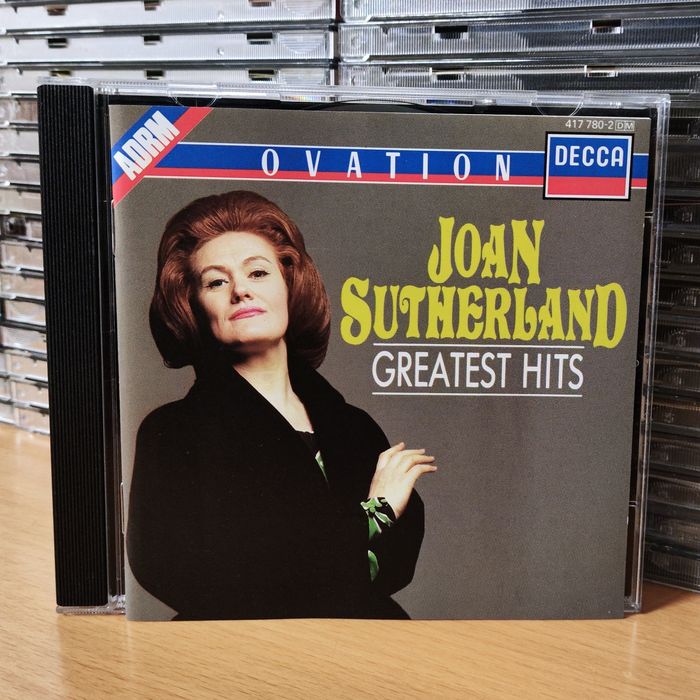 417 780-2 DM
ADRM
OVATION
DECCA
JOAN
SUTHERLAND
GREATEST HITS